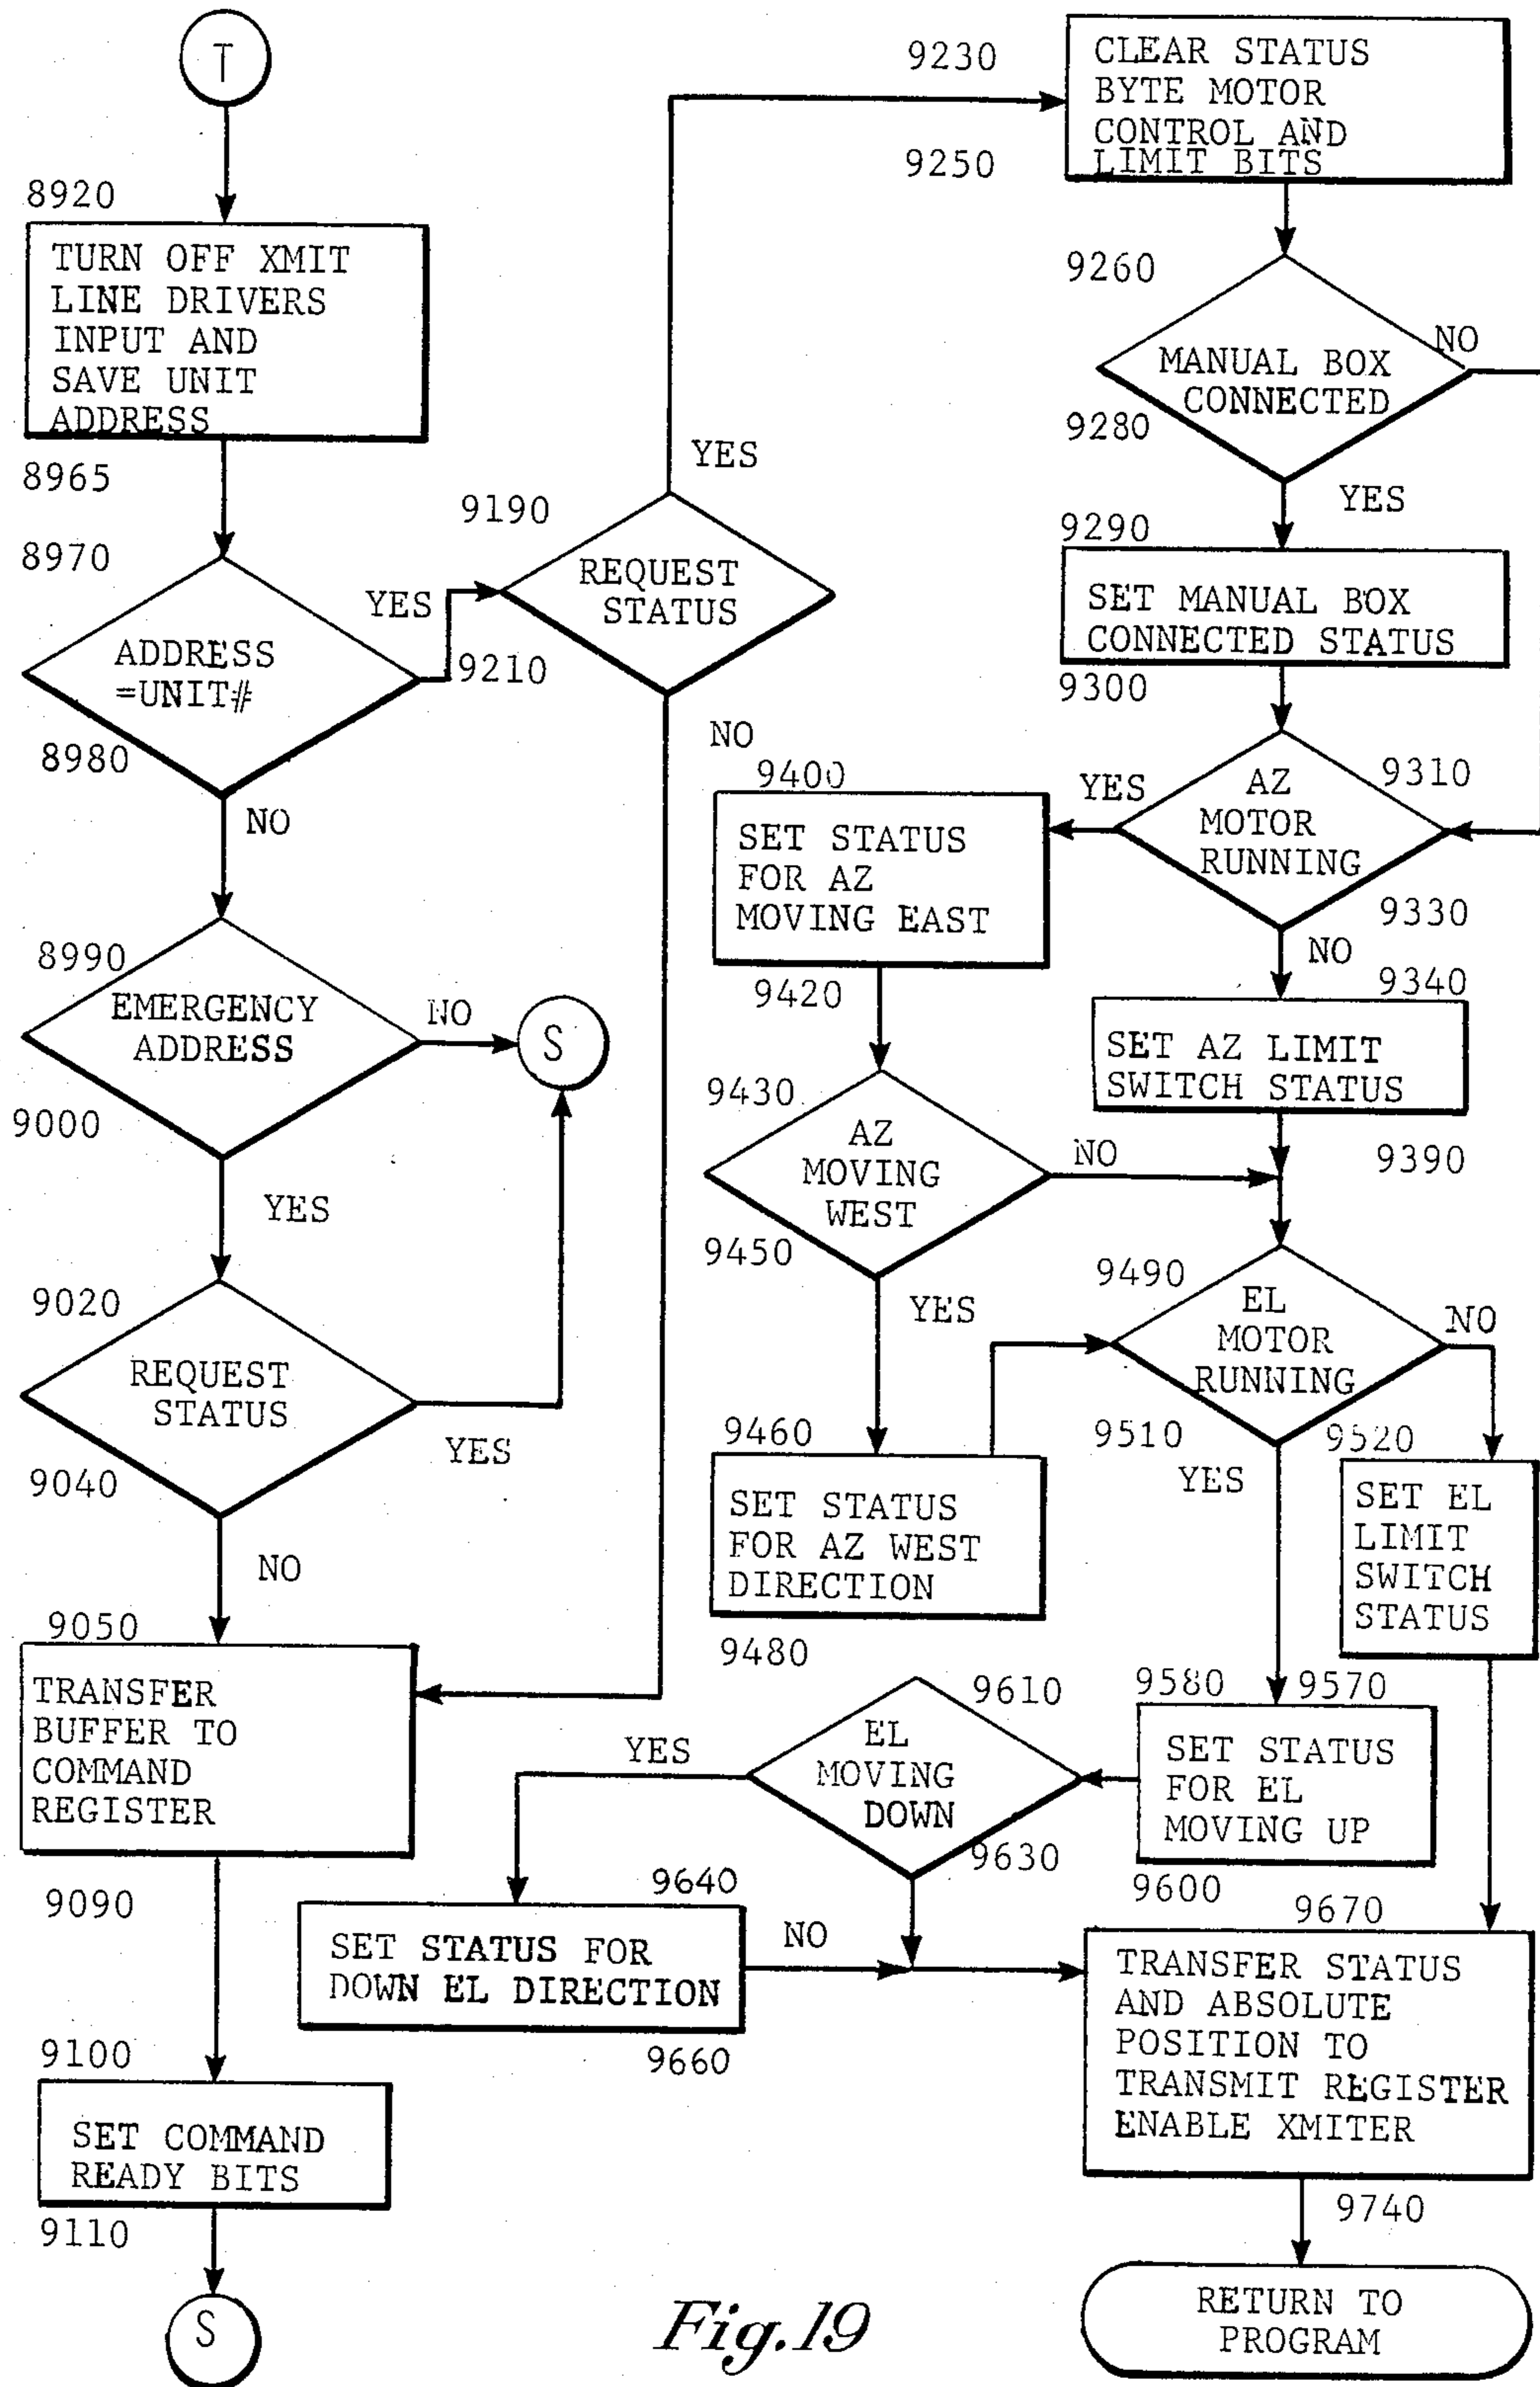 T
8920
TURN OFF XMIT
LINE DRIVERS
INPUT AND
SAVE UNIT
ADDRESS
8965
8970
ADDRESS
=UNIT#
YES
8980
NO
8990
EMERGENCY
ADDRESS
NO
S
9000
YES
9020
REQUEST
STATUS
YES
9040
NO
9050
TRANSFER
BUFFER TO
COMMAND
REGISTER
9090
9100
SET COMMAND
READY BITS
9110
S
9190
REQUEST
STATUS
YES
9210
NO
9230
CLEAR STATUS
BYTE MOTOR
CONTROL AND
LIMIT BITS
9250
9260
MANUAL BOX
CONNECTED
NO
9280
YES
9290
SET MANUAL BOX
CONNECTED STATUS
9300
AZ
MOTOR
RUNNING
9310
YES
9330
NO
9340
SET AZ LIMIT
SWITCH STATUS
9390
9400
SET STATUS
FOR AZ
MOVING EAST
9420
9430
AZ
MOVING
WEST
NO
9450
YES
9460
SET STATUS
FOR AZ WEST
DIRECTION
9480
9490
EL
MOTOR
RUNNING
NO
9510
YES
9520
SET EL
LIMIT
SWITCH
STATUS
9580
9570
SET STATUS
FOR EL
MOVING UP
9600
9610
EL
MOVING
DOWN
YES
9630
9640
SET STATUS FOR
DOWN EL DIRECTION
NO
9660
9670
TRANSFER STATUS
AND ABSOLUTE
POSITION TO
TRANSMIT REGISTER
ENABLE XMITER
9740
RETURN TO
PROGRAM
Fig.19